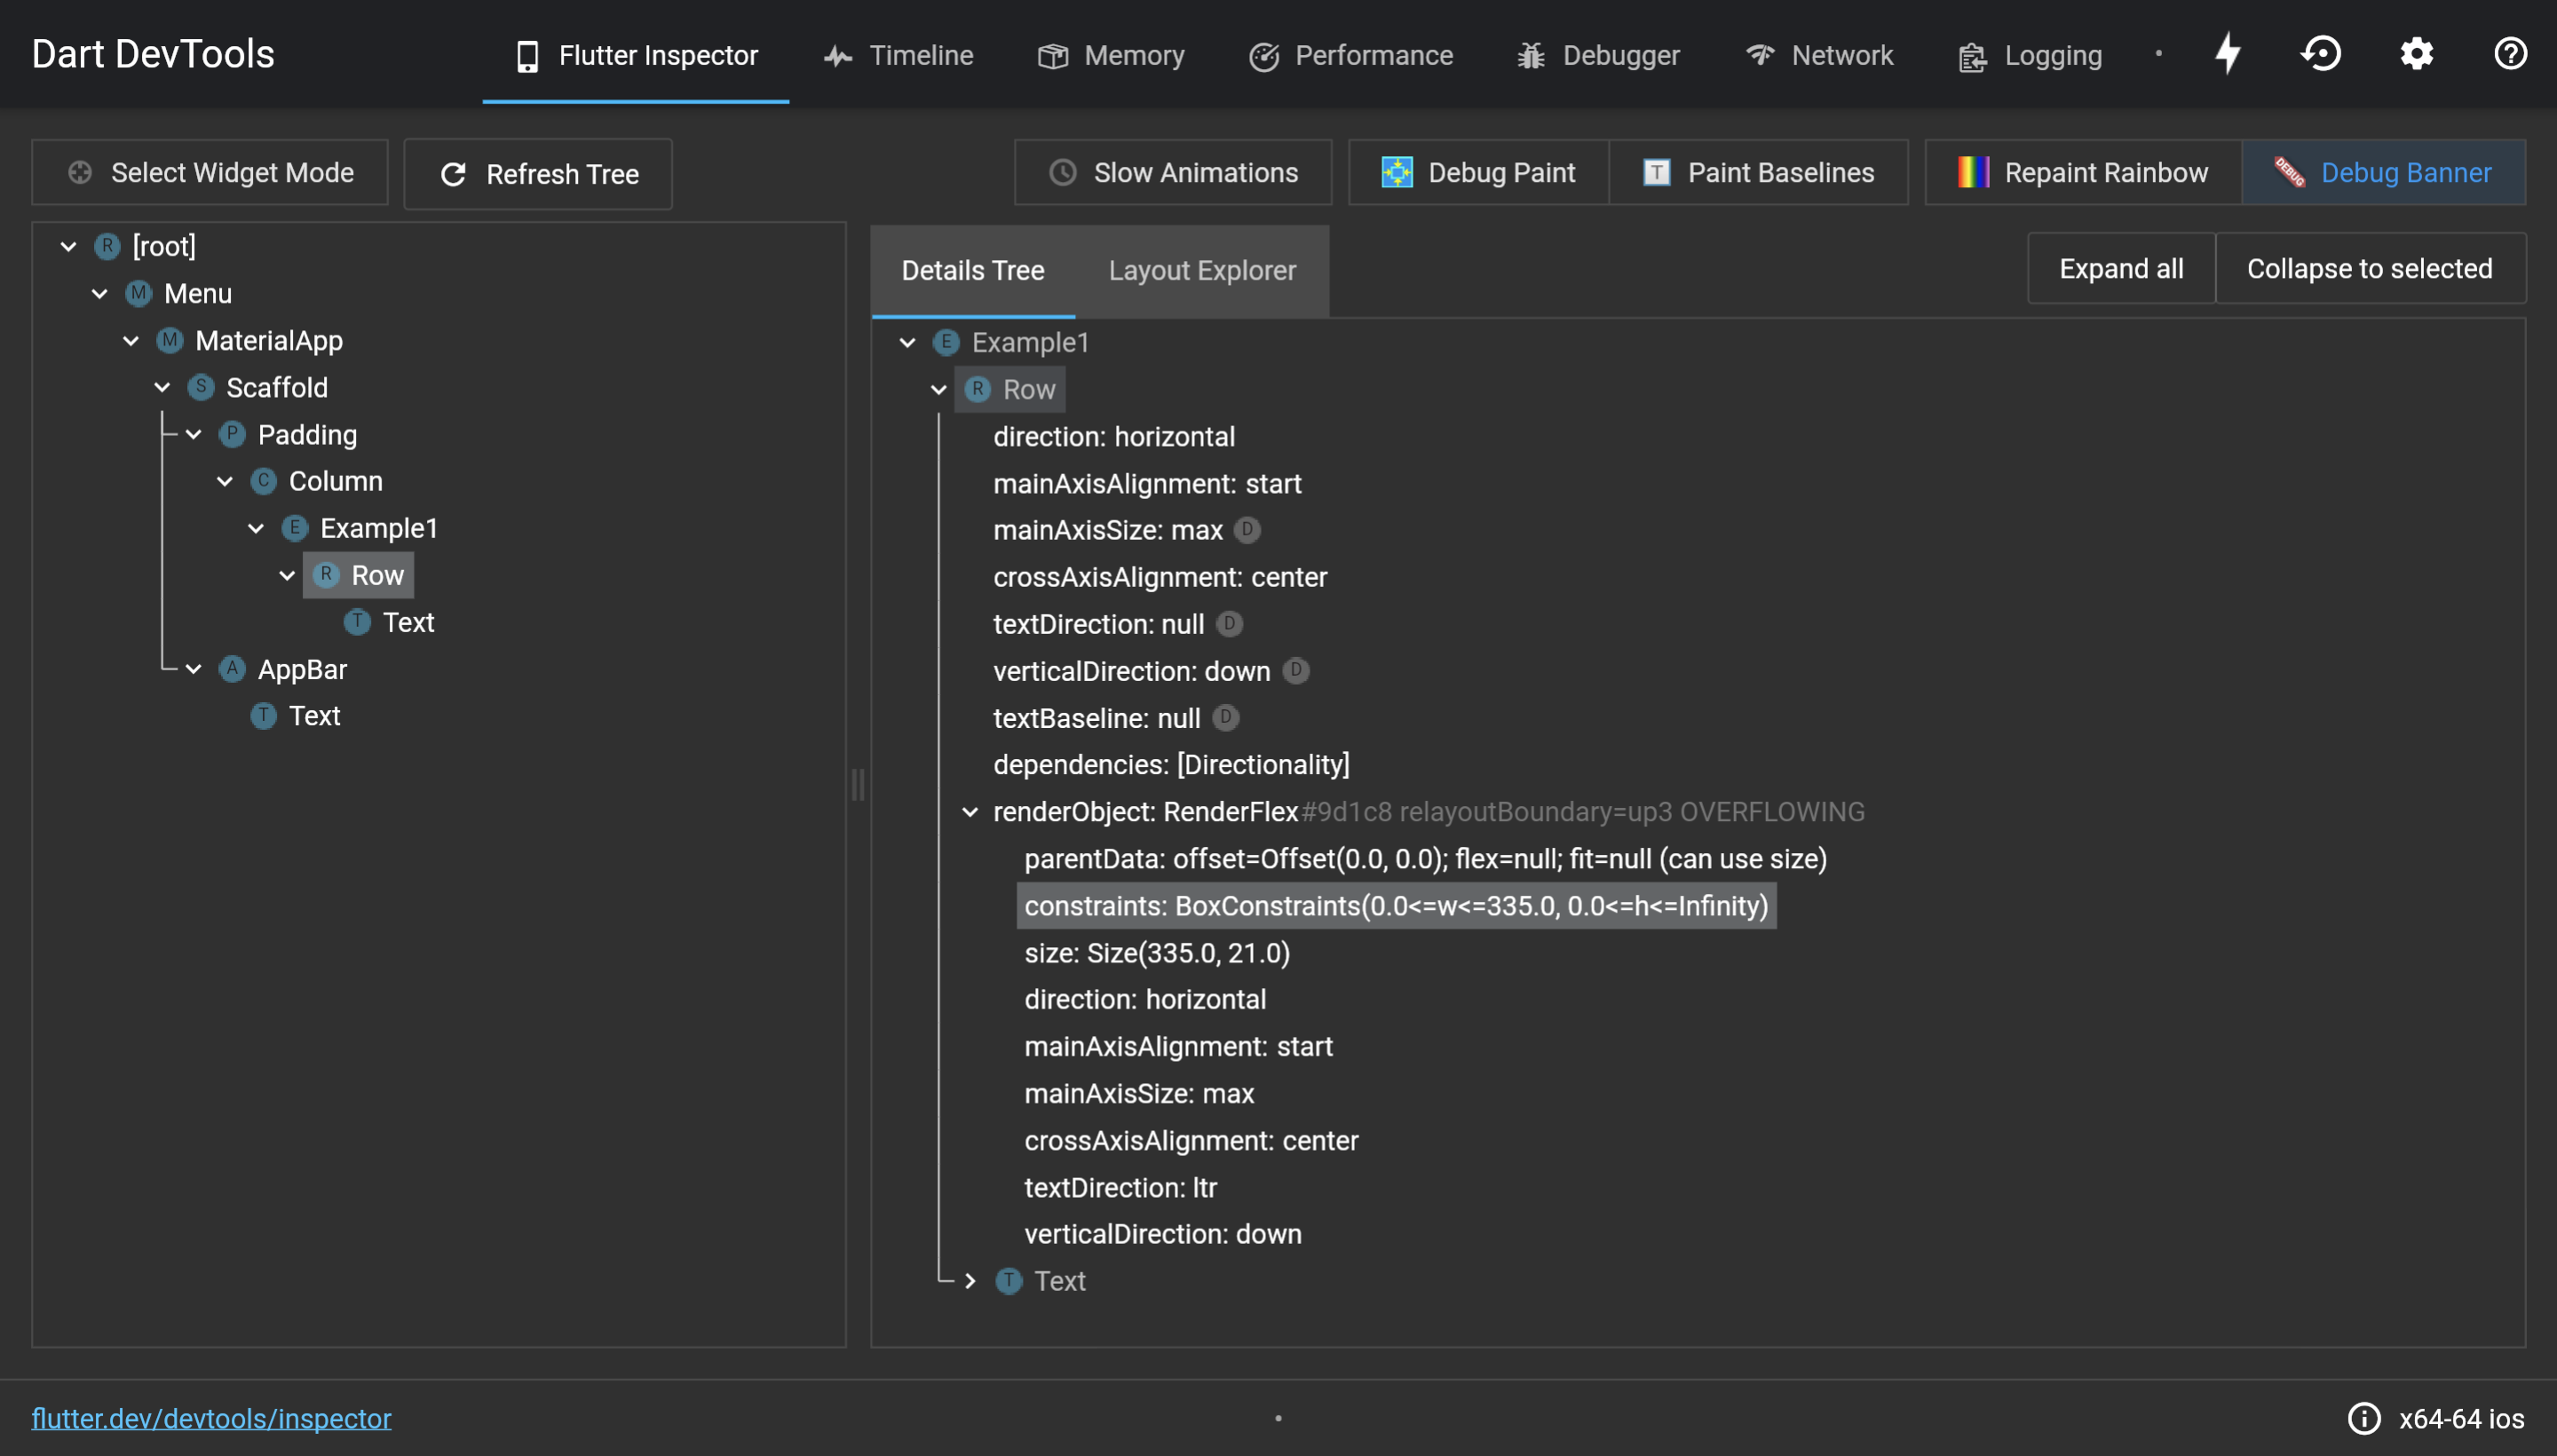 Dart DevTools
Flutter Inspector
Timeline
Memory
Performance
Debugger
Network
Logging
Select Widget Mode
Refresh Tree
Slow Animations
Debug Paint
T Paint Baselines
Repaint Rainbow
DEBUG Debug Banner
R [root]
M Menu
M MaterialApp
S Scaffold
P Padding
C Column
E Example1
R Row
T Text
A AppBar
T Text
Details Tree
Layout Explorer
Expand all
Collapse to selected
E Example1
R Row
direction: horizontal
mainAxisAlignment: start
mainAxisSize: max D
crossAxisAlignment: center
textDirection: null D
verticalDirection: down D
textBaseline: null D
dependencies: [Directionality]
renderObject: RenderFlex#9d1c8 relayoutBoundary=up3 OVERFLOWING
parentData: offset=Offset(0.0, 0.0); flex=null; fit=null (can use size)
constraints: BoxConstraints(0.0<=w<=335.0, 0.0<=h<=Infinity)
size: Size(335.0, 21.0)
direction: horizontal
mainAxisAlignment: start
mainAxisSize: max
crossAxisAlignment: center
textDirection: ltr
verticalDirection: down
T Text
flutter.dev/devtools/inspector
x64-64 ios